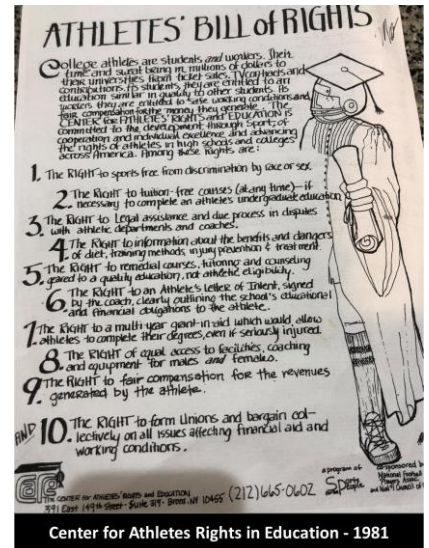 ATHLETES' BILL of RIGHTS
College athletes are students and workers. Their
time and sweat bring in millions of dollars to
their universities from ticket sales, TV contracts and
contributions. As students, they are entitled to an
education similar in quality to other students. As
workers they are entitled to safe working conditions and
fair compensation for the money they generate. The
CENTER for ATHLETES' RIGHTS and EDUCATION is
committed to the development, through sport, of
cooperation and individual excellence and advancing
the rights of athletes in high schools and colleges
across America. Among these rights are:
1. The RIGHT to sports free from discrimination by race or sex.
2. The RIGHT to tuition-free courses (at any time) — if
necessary to complete an athlete's undergraduate education
3. The RIGHT to Legal assistance and due process in disputes
with athletic departments and coaches.
4. The RIGHT to information about the benefits and dangers
of diet, training methods, injury prevention & treatment.
5. The RIGHT to remedial courses, tutoring and counseling
geared to a quality education, not athletic eligibility.
6. The RIGHT to an Athlete's Letter of Intent, signed
by the coach, clearly outlining the school's educational
and financial obligations to the athlete.
7. The RIGHT to a multi year grant-in aid which would allow
athletes to complete their degrees, even if seriously injured.
8. The RIGHT of equal access to facilities, coaching
and equipment for males and females.
9. The RIGHT to fair compensation for the revenues
generated by the athlete.
AND 10. The RIGHT to form Unions and bargain col-
lectively on all issues affecting financial aid and
working conditions.
The CENTER for ATHLETES' RIGHTS and EDUCATION
391 East 149th Street · Suite 319 · Bronx, NY 10455 (212) 665-0602
a program of
Sports
People
co-sponsored by
National Football
Players Assoc.
and Nat'l Council of
Center for Athletes Rights in Education - 1981